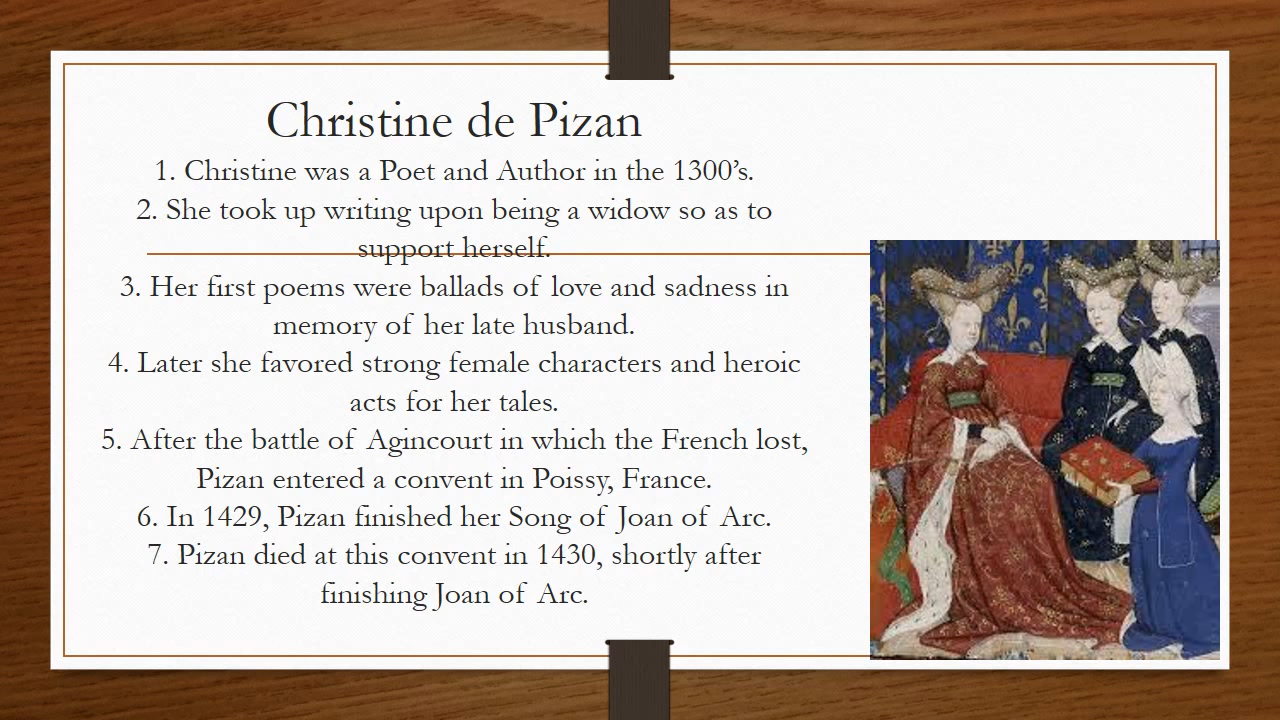 Christine de Pizan
1. Christine was a Poet and Author in the 1300’s.
2. She took up writing upon being a widow so as to
support herself.
3. Her first poems were ballads of love and sadness in
memory of her late husband.
4. Later she favored strong female characters and heroic
acts for her tales.
5. After the battle of Agincourt in which the French lost,
Pizan entered a convent in Poissy, France.
6. In 1429, Pizan finished her Song of Joan of Arc.
7. Pizan died at this convent in 1430, shortly after
finishing Joan of Arc.